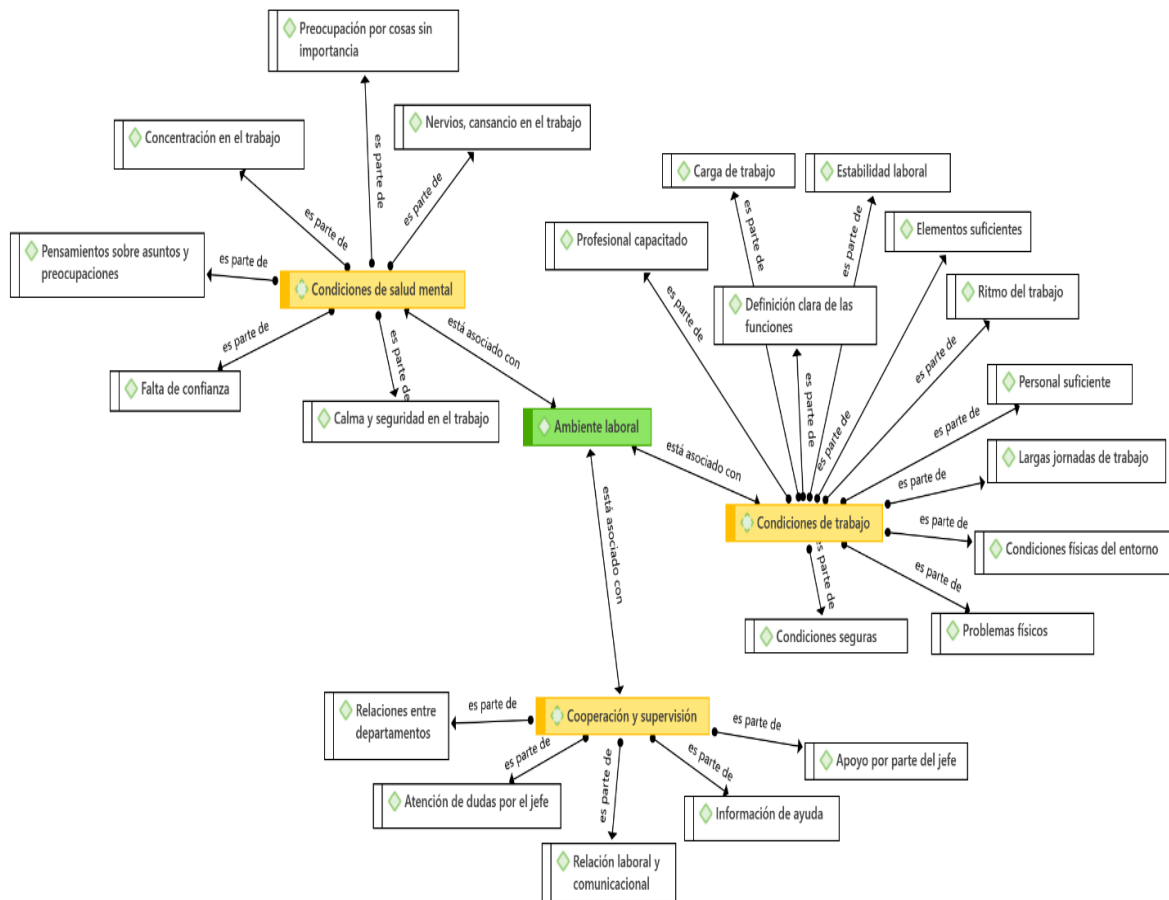 Preocupación por cosas sin
importancia
Concentración en el trabajo
Nervios, cansancio en el trabajo
Pensamientos sobre asuntos y
preocupaciones
Falta de confianza
Calma y seguridad en el trabajo
es parte de
es parte de
es parte de
es parte de
es parte de
es parte de
Condiciones de salud mental
está asociado con
Ambiente laboral
está asociado con
está asociado con
Carga de trabajo
Estabilidad laboral
Profesional capacitado
Elementos suficientes
Definición clara de las
funciones
Ritmo del trabajo
Personal suficiente
Largas jornadas de trabajo
Condiciones físicas del entorno
Problemas físicos
Condiciones seguras
es parte de
es parte de
es parte de
es parte de
es parte de
es parte de
es parte de
es parte de
es parte de
es parte de
es parte de
Condiciones de trabajo
Cooperación y supervisión
es parte de
es parte de
es parte de
es parte de
es parte de
Relaciones entre
departamentos
Atención de dudas por el jefe
Relación laboral y
comunicacional
Información de ayuda
Apoyo por parte del jefe